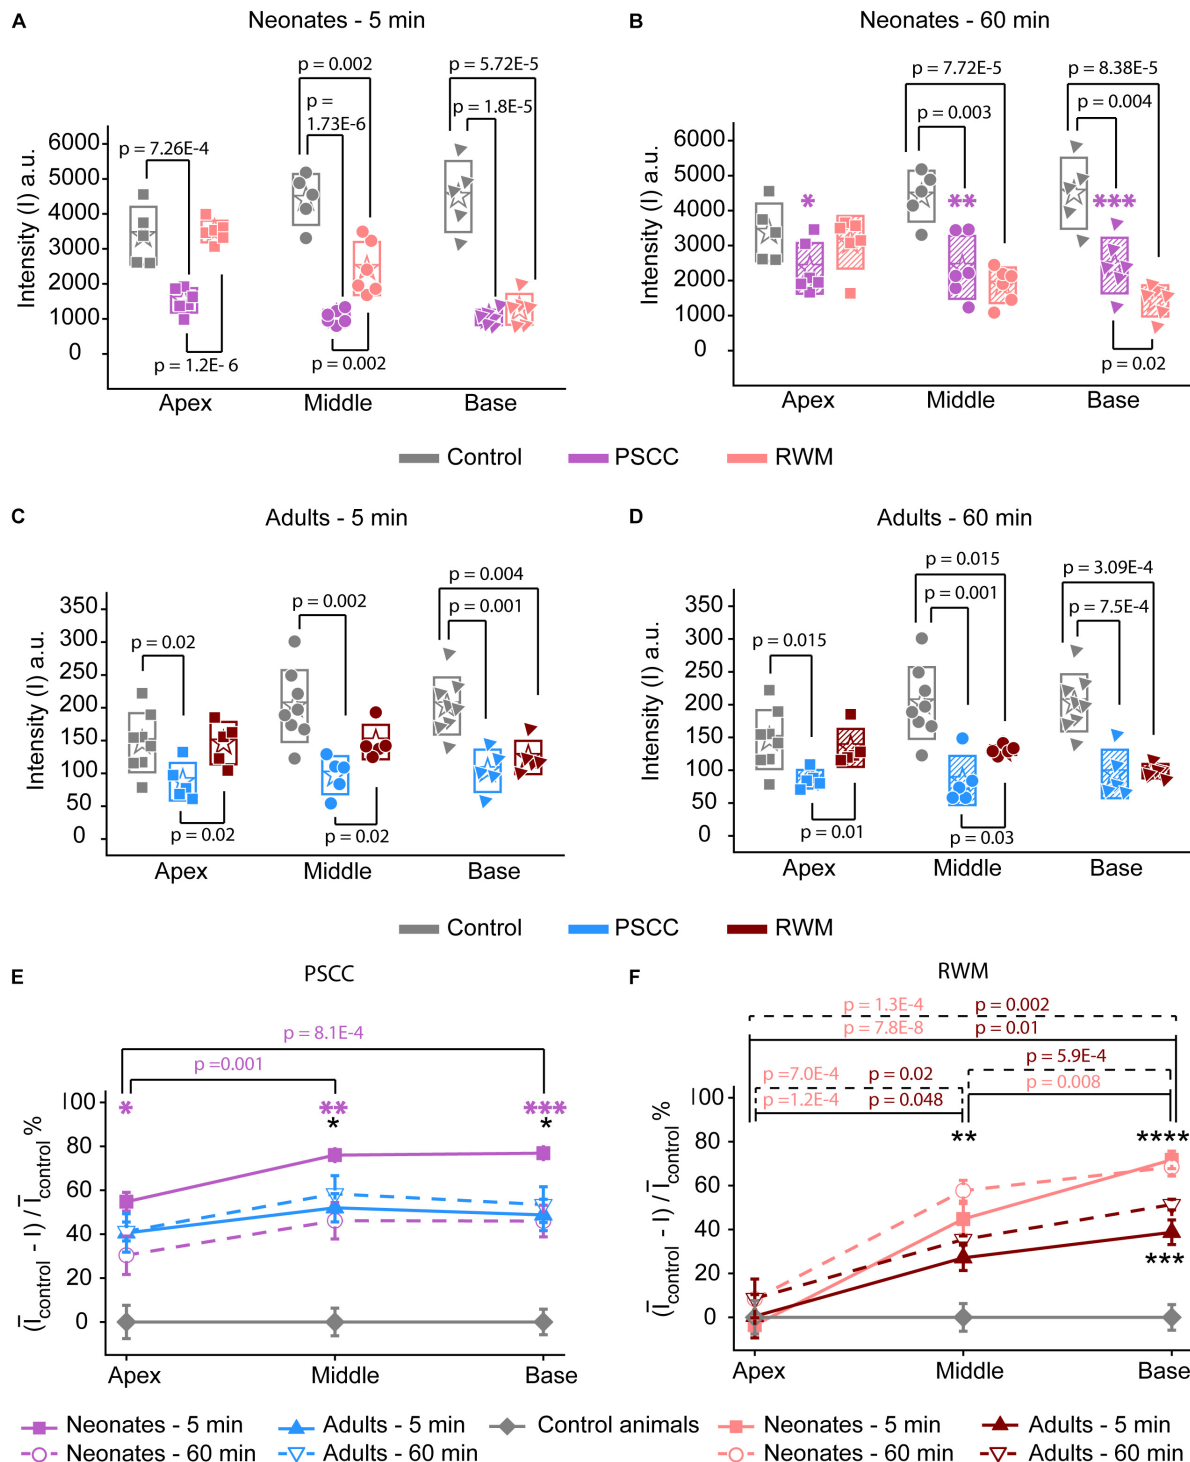 A
Neonates - 5 min
p = 0.002
p =
1.73E-6
p = 5.72E-5
p = 1.8E-5
p = 7.26E-4
6000
5000
4000
3000
2000
1000
0
Intensity (I) a.u.
p = 1.2E- 6
p = 0.002
Apex
Middle
Base
B
Neonates - 60 min
p = 7.72E-5
p = 0.003
p = 8.38E-5
p = 0.004
6000
5000
4000
3000
2000
1000
0
Intensity (I) a.u.
*
**
***
p = 0.02
Apex
Middle
Base
Control
PSCC
RWM
C
Adults - 5 min
p = 0.02
p = 0.002
p = 0.004
p = 0.001
350
300
250
200
150
100
50
0
Intensity (I) a.u.
p = 0.02
p = 0.02
Apex
Middle
Base
D
Adults - 60 min
p = 0.015
p = 0.015
p = 0.001
p = 3.09E-4
p = 7.5E-4
350
300
250
200
150
100
50
0
Intensity (I) a.u.
p = 0.01
p = 0.03
Apex
Middle
Base
Control
PSCC
RWM
E
PSCC
p = 8.1E-4
p =0.001
*
**
***
*
*
100
80
60
40
20
0
(I̅control - I) / I̅control %
Apex
Middle
Base
F
RWM
p = 1.3E-4
p = 0.002
p = 7.8E-8
p = 0.01
p = 5.9E-4
p =7.0E-4
p = 0.02
p = 0.008
p =1.2E-4
p = 0.048
**
****
***
100
80
60
40
20
0
(I̅control - I) / I̅control %
Apex
Middle
Base
Neonates - 5 min
Adults - 5 min
Control animals
Neonates - 5 min
Adults - 5 min
Neonates - 60 min
Adults - 60 min
Neonates - 60 min
Adults - 60 min